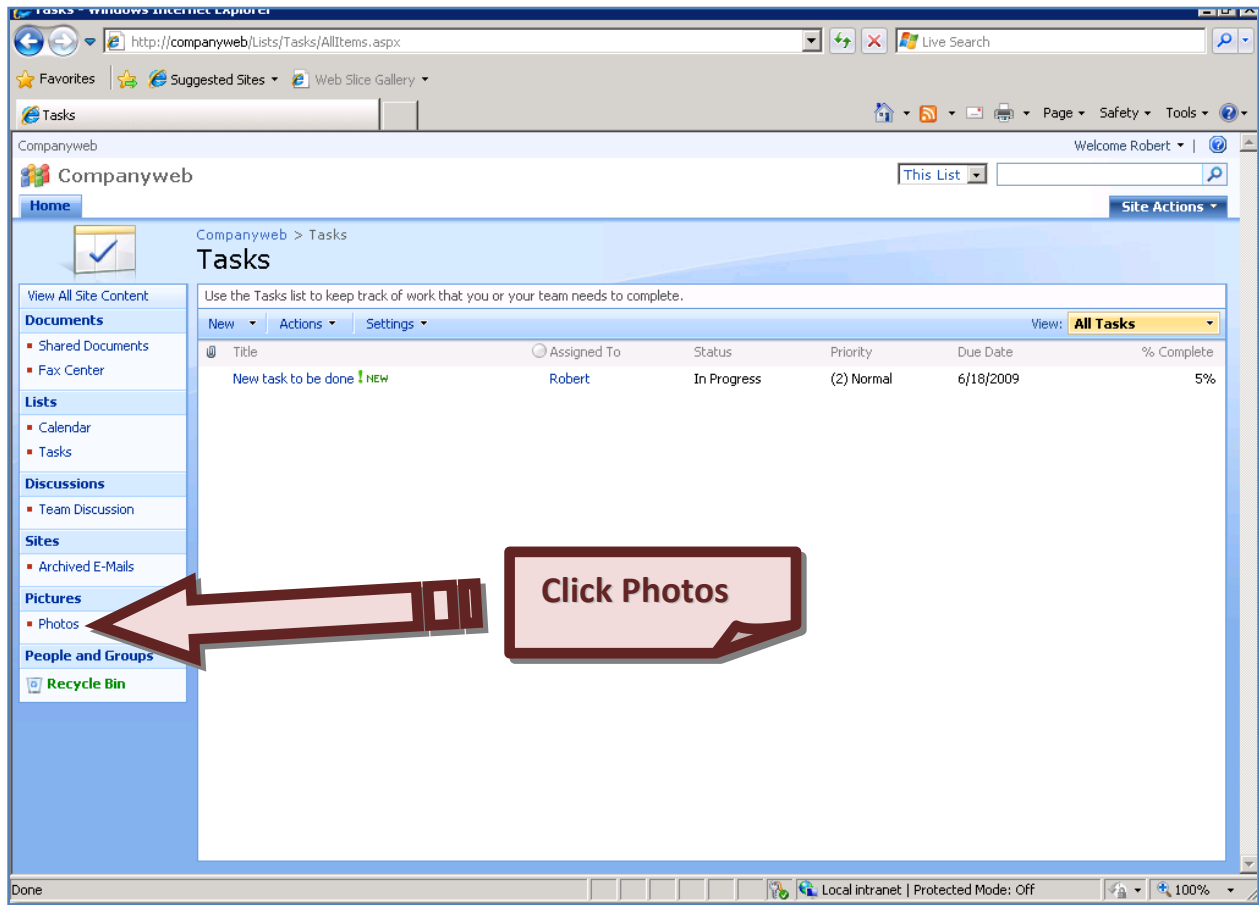 Tasks - Windows Internet Explorer
http://companyweb/Lists/Tasks/AllItems.aspx
Live Search
Favorites
Suggested Sites
Web Slice Gallery
Tasks
Page
Safety
Tools
Companyweb
Welcome Robert
Companyweb
This List
Home
Site Actions
Companyweb > Tasks
Tasks
View All Site Content
Documents
Shared Documents
Fax Center
Lists
Calendar
Tasks
Discussions
Team Discussion
Sites
Archived E-Mails
Pictures
Photos
People and Groups
Recycle Bin
Use the Tasks list to keep track of work that you or your team needs to complete.
New Actions Settings View: All Tasks
Title Assigned To Status Priority Due Date % Complete
New task to be done ! NEW Robert In Progress (2) Normal 6/18/2009 5%
Click Photos
Done
Local intranet | Protected Mode: Off
100%